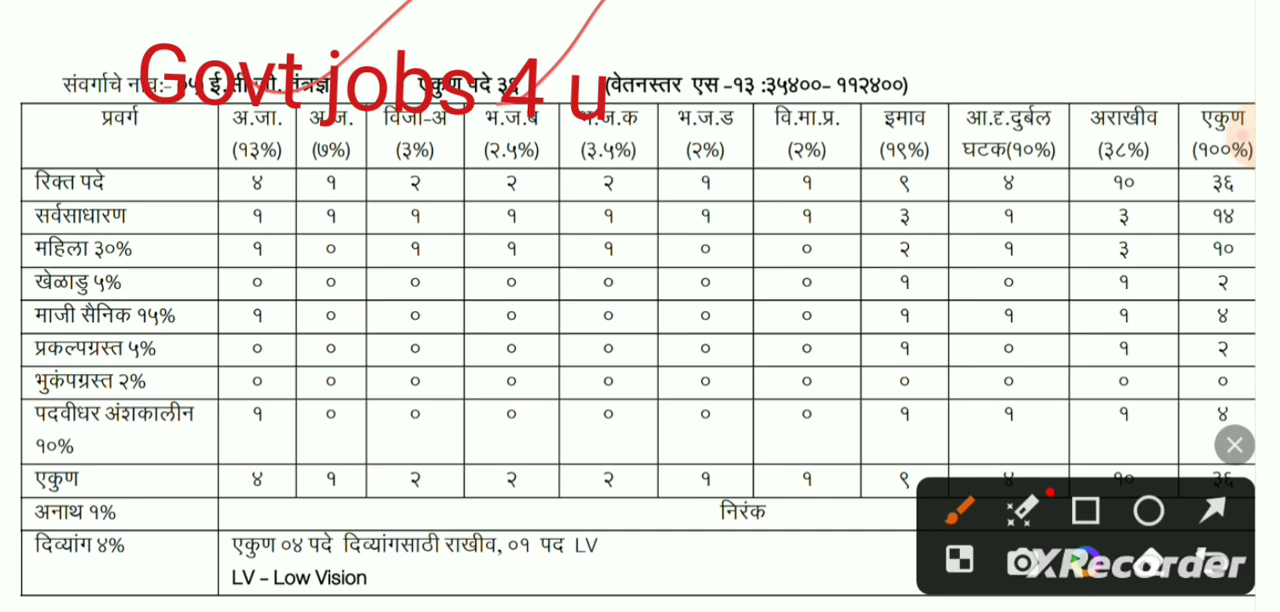 Govt jobs 4 u
संवर्गाचे नाव:- ई.सी.जी. तंत्रज्ञ एकुण पदे ३६ (वेतनस्तर एस -१३ :३५४००- ११२४००)
प्रवर्ग अ.जा. अ.ज. विजा-अ भ.ज.ब भ.ज.क भ.ज.ड वि.मा.प्र. इमाव आ.दृ.दुर्बल अराखीव एकुण
(१३%) (७%) (३%) (२.५%) (३.५%) (२%) (२%) (१९%) घटक(१०%) (३८%) (१००%)
रिक्त पदे ४ १ २ २ २ १ १ ९ ४ १० ३६
सर्वसाधारण १ १ १ १ १ १ १ ३ १ ३ १४
महिला ३०% १ ० १ १ १ ० ० २ १ ३ १०
खेळाडु ५% ० ० ० ० ० ० ० १ ० १ २
माजी सैनिक १५% १ ० ० ० ० ० ० १ १ १ ४
प्रकल्पग्रस्त ५% ० ० ० ० ० ० ० १ ० १ २
भुकंपग्रस्त २% ० ० ० ० ० ० ० ० ० ० ०
पदवीधर अंशकालीन १ ० ० ० ० ० ० १ १ १ ४
१०%
एकुण ४ १ २ २ २ १ १ ९ ४ १० ३६
अनाथ १% निरंक
दिव्यांग ४% एकुण ०४ पदे दिव्यांगसाठी राखीव, ०१ पद LV
LV - Low Vision
XRecorder